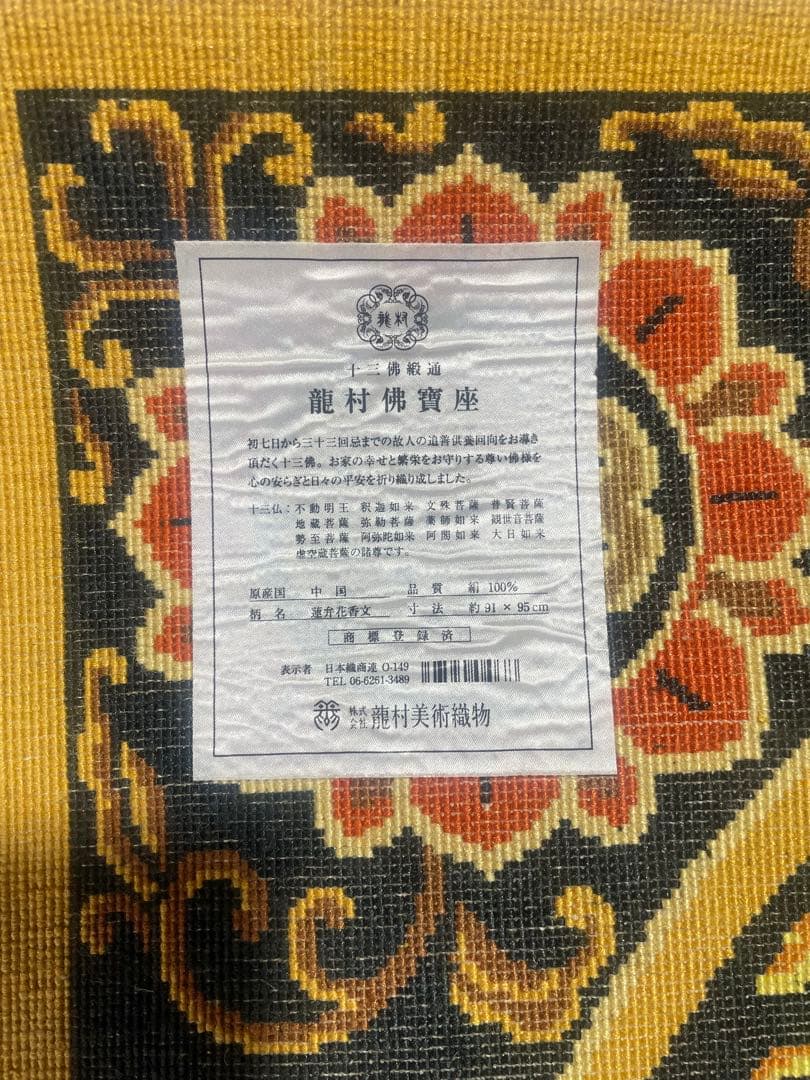 龍村
十三佛緞通
龍村佛寶座
初七日から三十三回忌までの故人の追善供養回向をお導き
頂だく十三佛。お家の幸せと繁栄をお守りする尊い佛様を
心の安らぎと日々の平安を折り織り成しました。
十三仏：不動明王 釈迦如来 文殊菩薩 普賢菩薩
地蔵菩薩 弥勒菩薩 薬師如来 観世音菩薩
勢至菩薩 阿弥陀如来 阿閦如来 大日如来
虚空蔵菩薩の諸尊です。
原産国 中国 品質 絹 100%
柄名 蓮弁花香文 寸法 約 91 × 95cm
商標登録済
表示者 日本織商連 O-149
TEL 06-6251-3489
株式会社 龍村美術織物